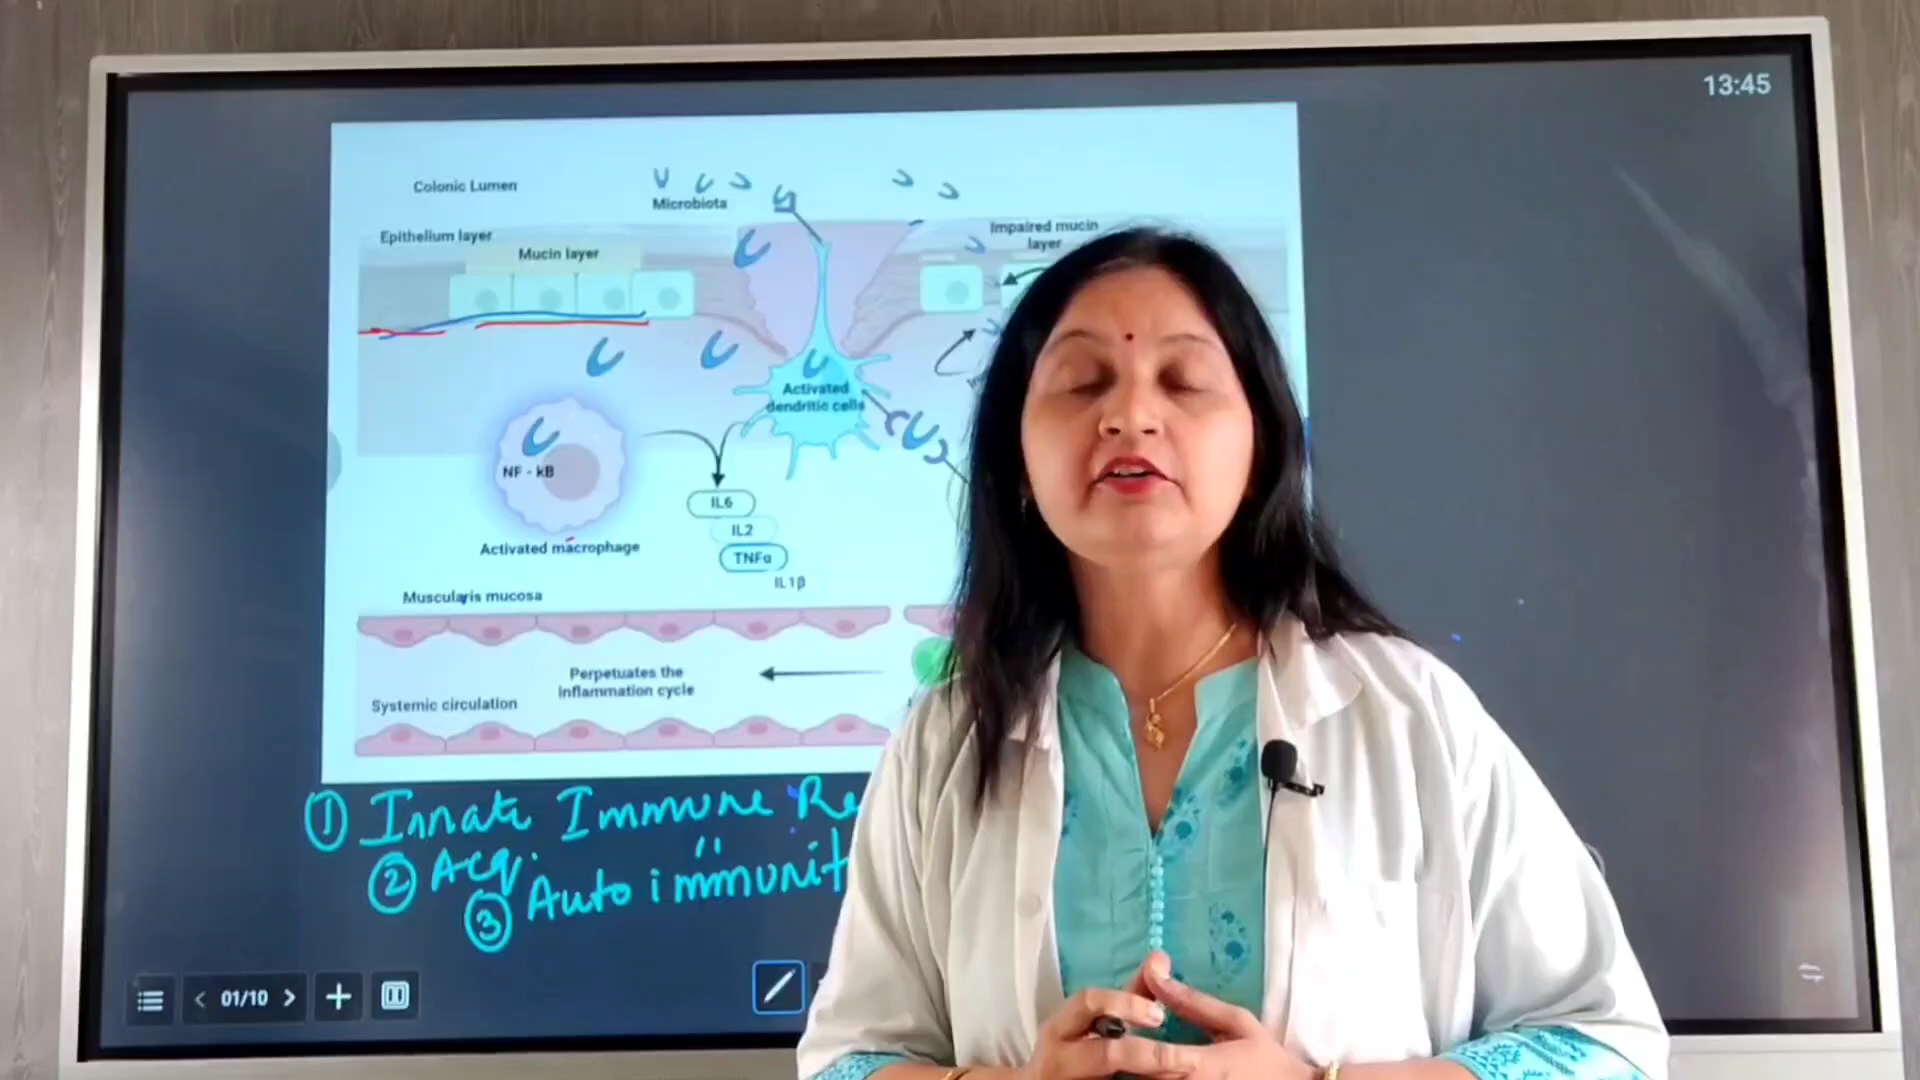 13:45
Colonic Lumen
Microbiota
Epithelium layer
Mucin layer
Impaired mucin
layer
Activated
dendritic cells
NF - kB
IL6
IL2
TNFα
IL1β
Activated macrophage
Muscularis mucosa
Perpetuates the
inflammation cycle
Systemic circulation
① Innate Immune
② Acq. "
③ Auto immunit
01/10